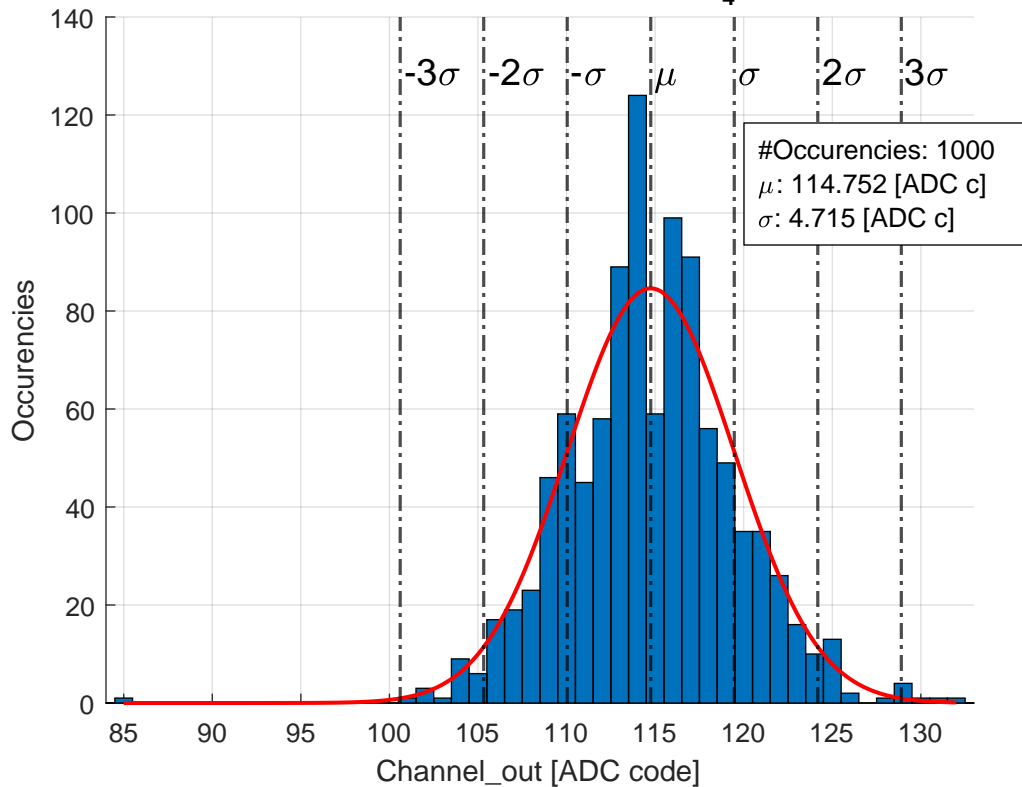 4
140
120
100
80
60
40
20
0
-3σ -2σ -σ μ σ 2σ 3σ
#Occurencies: 1000
μ: 114.752 [ADC c]
σ: 4.715 [ADC c]
Occurencies
85 90 95 100 105 110 115 120 125 130
Channel_out [ADC code]